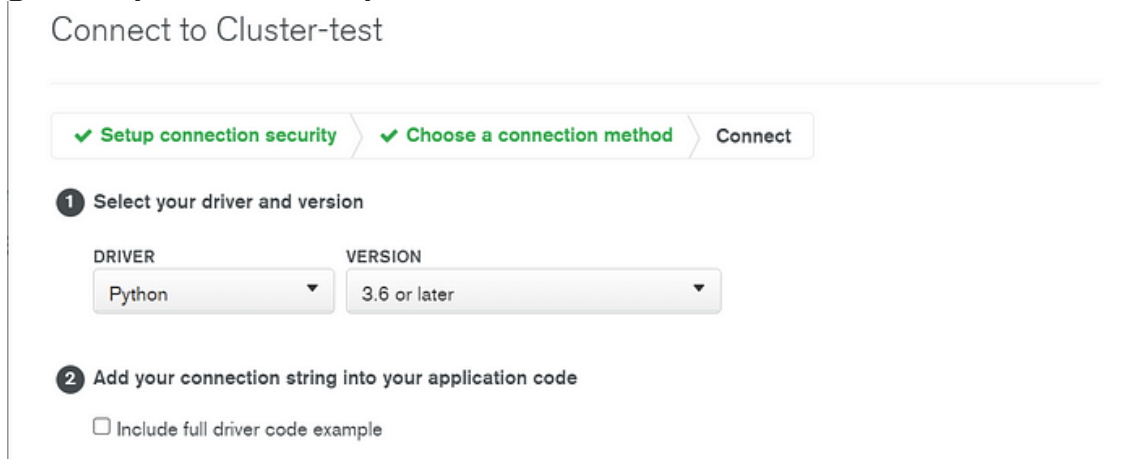 Connect to Cluster-test
✔ Setup connection security ✔ Choose a connection method Connect
1 Select your driver and version
DRIVER VERSION
Python 3.6 or later
2 Add your connection string into your application code
Include full driver code example